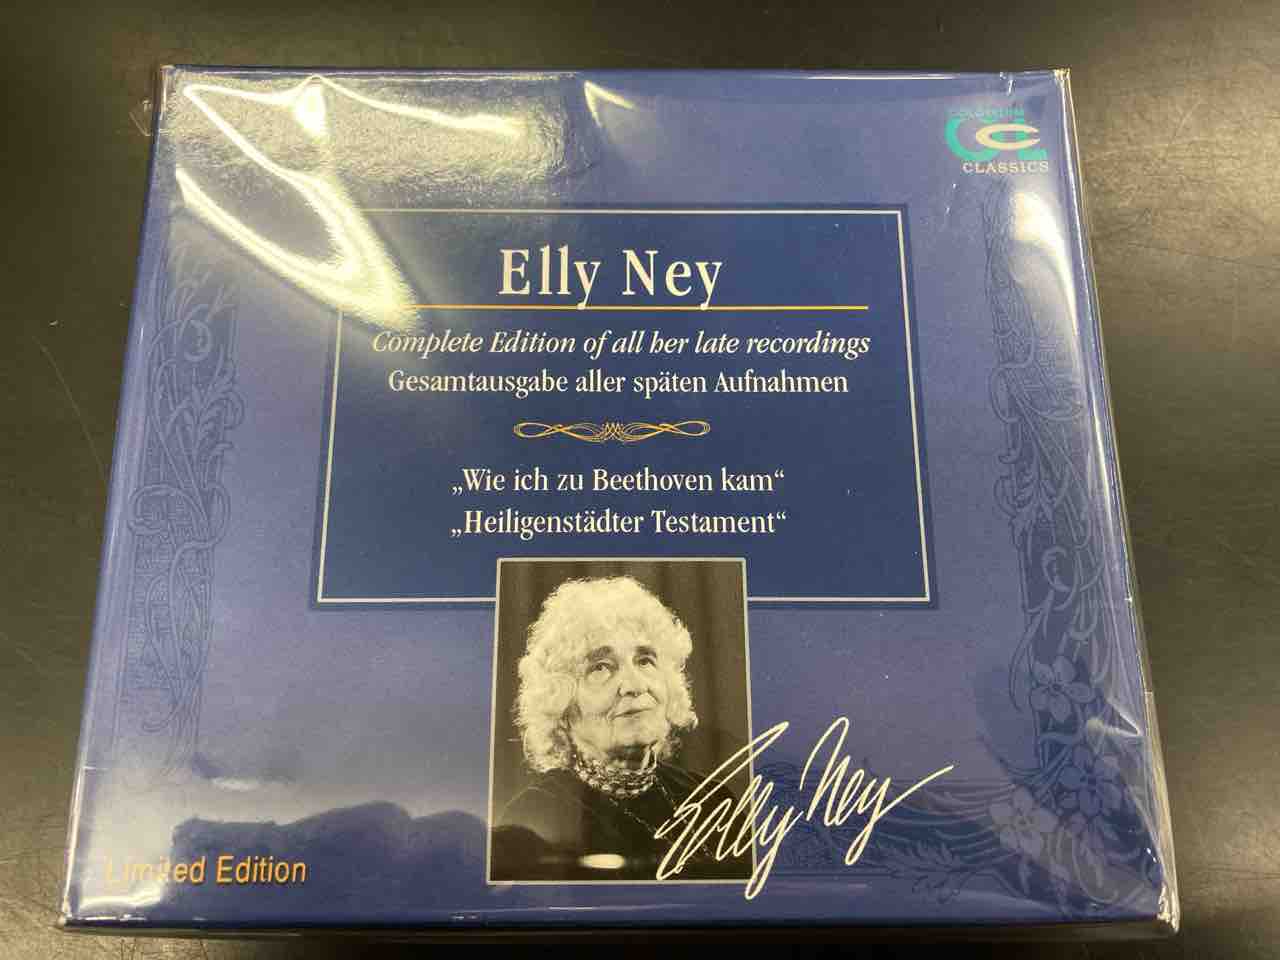 COLOSSEUM
CLASSICS
Elly Ney
Complete Edition of all her late recordings
Gesamtausgabe aller späten Aufnahmen
„Wie ich zu Beethoven kam“
„Heiligenstädter Testament“
Elly Ney
Limited Edition